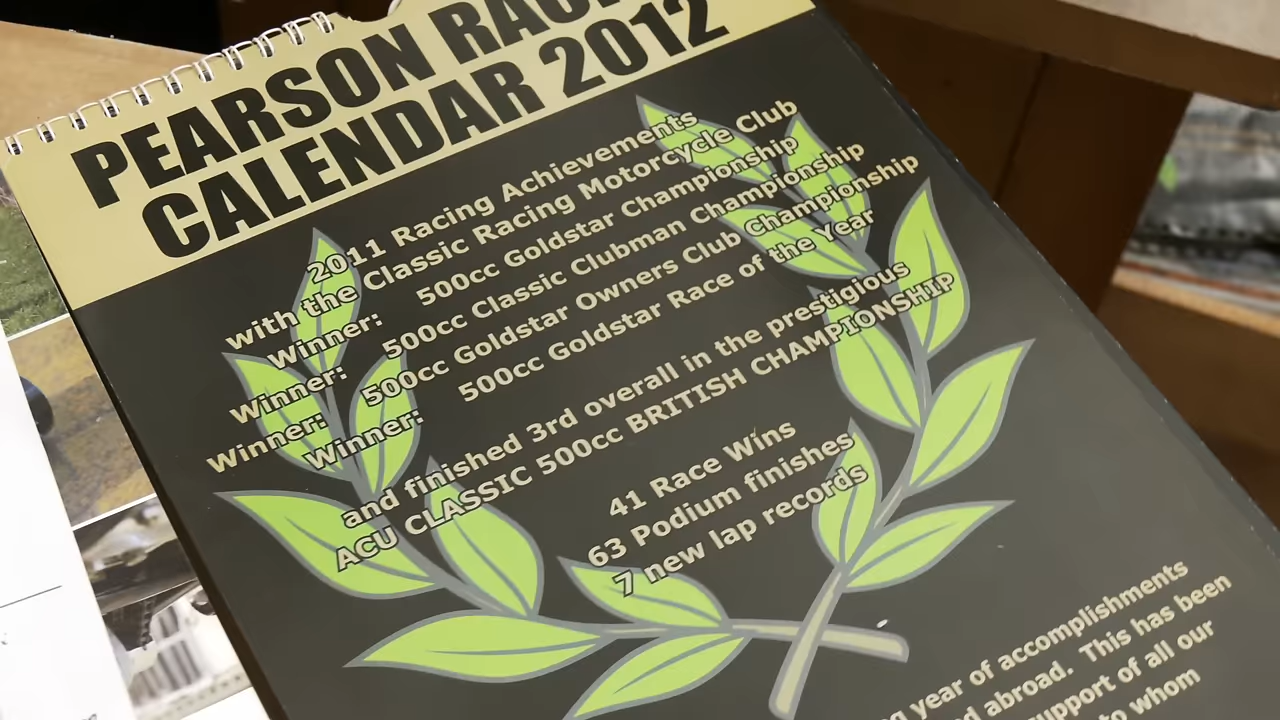 PEARSON RAC
CALENDAR 2012
2011 Racing Achievements
with the Classic Racing Motorcycle Club
Winner: 500cc Goldstar Championship
Winner: 500cc Classic Clubman Championship
Winner: 500cc Goldstar Owners Club Championship
Winner: 500cc Goldstar Race of the Year
and finished 3rd overall in the prestigious
ACU CLASSIC 500cc BRITISH CHAMPIONSHIP
41 Race Wins
63 Podium finishes
7 new lap records
year of accomplishments
abroad. This has been
support of all our
to whom